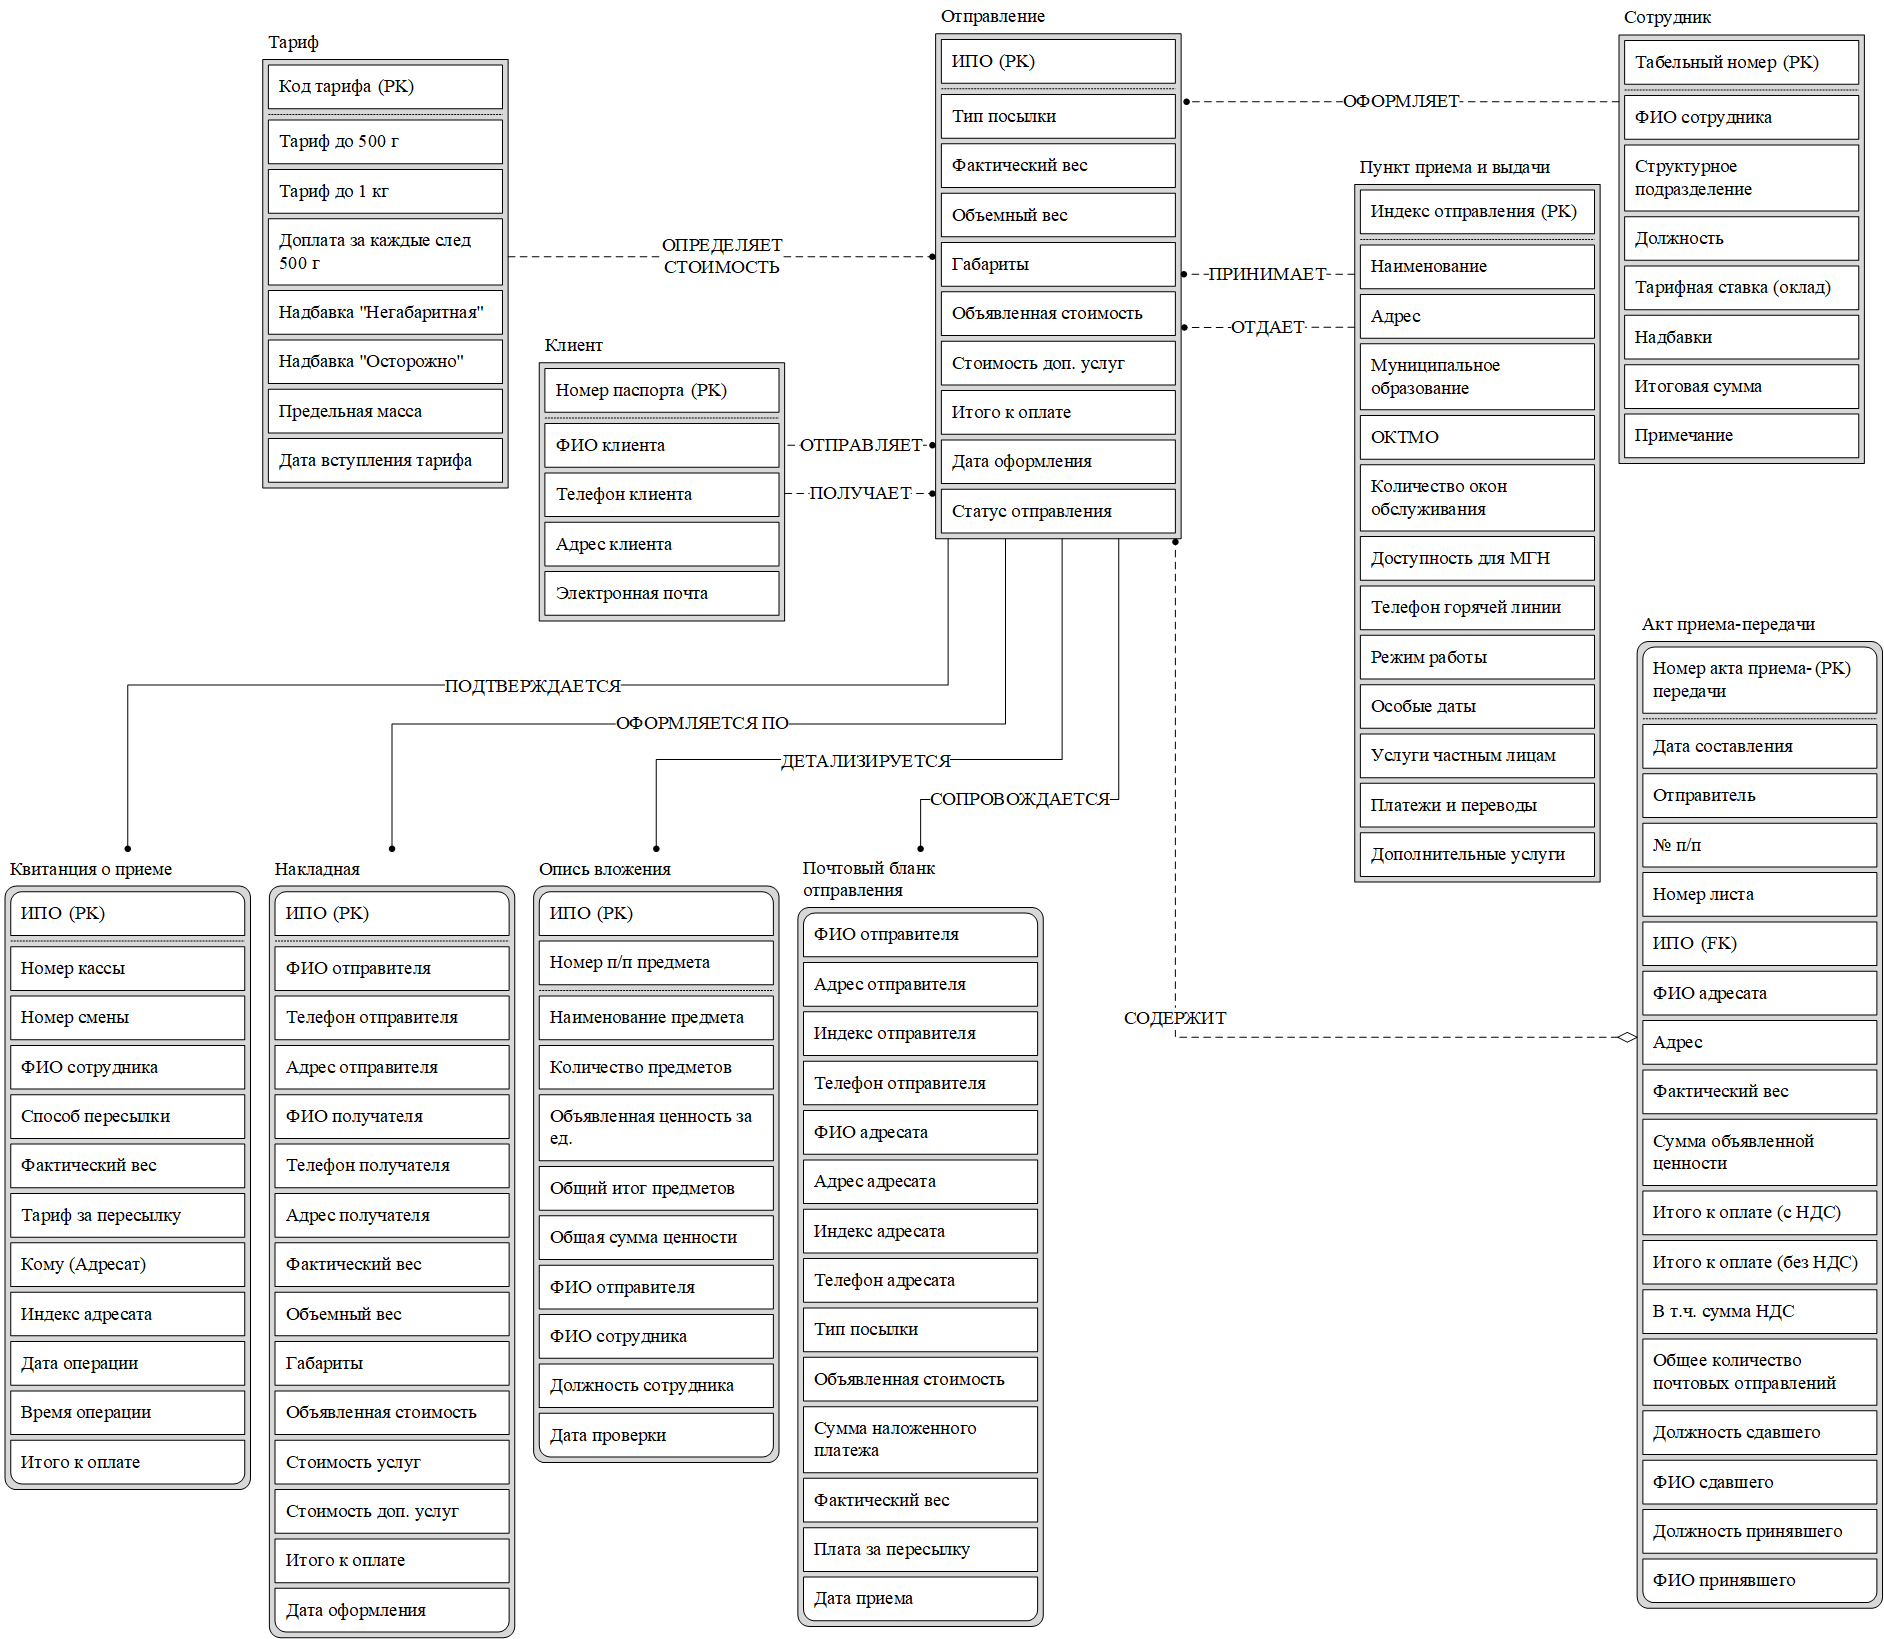 Тариф
Код тарифа (PK)
Тариф до 500 г
Тариф до 1 кг
Доплата за каждые след
500 г
Надбавка "Негабаритная"
Надбавка "Осторожно"
Предельная масса
Дата вступления тарифа
ОПРЕДЕЛЯЕТ
СТОИМОСТЬ
Клиент
Номер паспорта (PK)
ФИО клиента
Телефон клиента
Адрес клиента
Электронная почта
ОТПРАВЛЯЕТ
ПОЛУЧАЕТ
Отправление
ИПО (PK)
Тип посылки
Фактический вес
Объемный вес
Габариты
Объявленная стоимость
Стоимость доп. услуг
Итого к оплате
Дата оформления
Статус отправления
ОФОРМЛЯЕТ
ПРИНИМАЕТ
ОТДАЕТ
Пункт приема и выдачи
Индекс отправления (PK)
Наименование
Адрес
Муниципальное
образование
ОКТМО
Количество окон
обслуживания
Доступность для МГН
Телефон горячей линии
Режим работы
Особые даты
Услуги частным лицам
Платежи и переводы
Дополнительные услуги
Сотрудник
Табельный номер (PK)
ФИО сотрудника
Структурное
подразделение
Должность
Тарифная ставка (оклад)
Надбавки
Итоговая сумма
Примечание
ПОДТВЕРЖДАЕТСЯ
ОФОРМЛЯЕТСЯ ПО
ДЕТАЛИЗИРУЕТСЯ
СОПРОВОЖДАЕТСЯ
СОДЕРЖИТ
Квитанция о приеме
ИПО (PK)
Номер кассы
Номер смены
ФИО сотрудника
Способ пересылки
Фактический вес
Тариф за пересылку
Кому (Адресат)
Индекс адресата
Дата операции
Время операции
Итого к оплате
Накладная
ИПО (PK)
ФИО отправителя
Телефон отправителя
Адрес отправителя
ФИО получателя
Телефон получателя
Адрес получателя
Фактический вес
Объемный вес
Габариты
Объявленная стоимость
Стоимость услуг
Стоимость доп. услуг
Итого к оплате
Дата оформления
Опись вложения
ИПО (PK)
Номер п/п предмета
Наименование предмета
Количество предметов
Объявленная ценность за
ед.
Общий итог предметов
Общая сумма ценности
ФИО отправителя
ФИО сотрудника
Должность сотрудника
Дата проверки
Почтовый бланк
отправления
ФИО отправителя
Адрес отправителя
Индекс отправителя
Телефон отправителя
ФИО адресата
Адрес адресата
Индекс адресата
Телефон адресата
Тип посылки
Объявленная стоимость
Сумма наложенного
платежа
Фактический вес
Плата за пересылку
Дата приема
Акт приема-передачи
Номер акта приема- (PK)
передачи
Дата составления
Отправитель
№ п/п
Номер листа
ИПО (FK)
ФИО адресата
Адрес
Фактический вес
Сумма объявленной
ценности
Итого к оплате (с НДС)
Итого к оплате (без НДС)
В т.ч. сумма НДС
Общее количество
почтовых отправлений
Должность сдавшего
ФИО сдавшего
Должность принявшего
ФИО принявшего